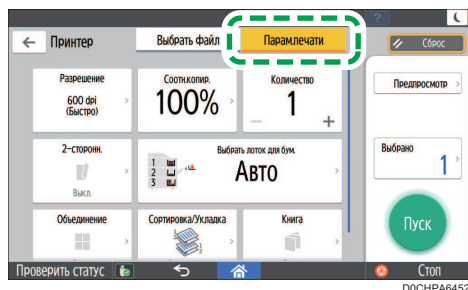 ?
Принтер
Выбрать файл
Парам.печати
Сброс
Разрешение
600 dpi
(Быстро)
Соотн.копир.
100%
Количество
1
− +
Предпросмотр
2-сторонн.
Выкл.
Выбрать лоток для бум.
1
2
3
Авто
Выбрано
1
Объединение
Сортировка/Укладка
Книга
Пуск
Проверить статус
Стоп
D0CHPA6452